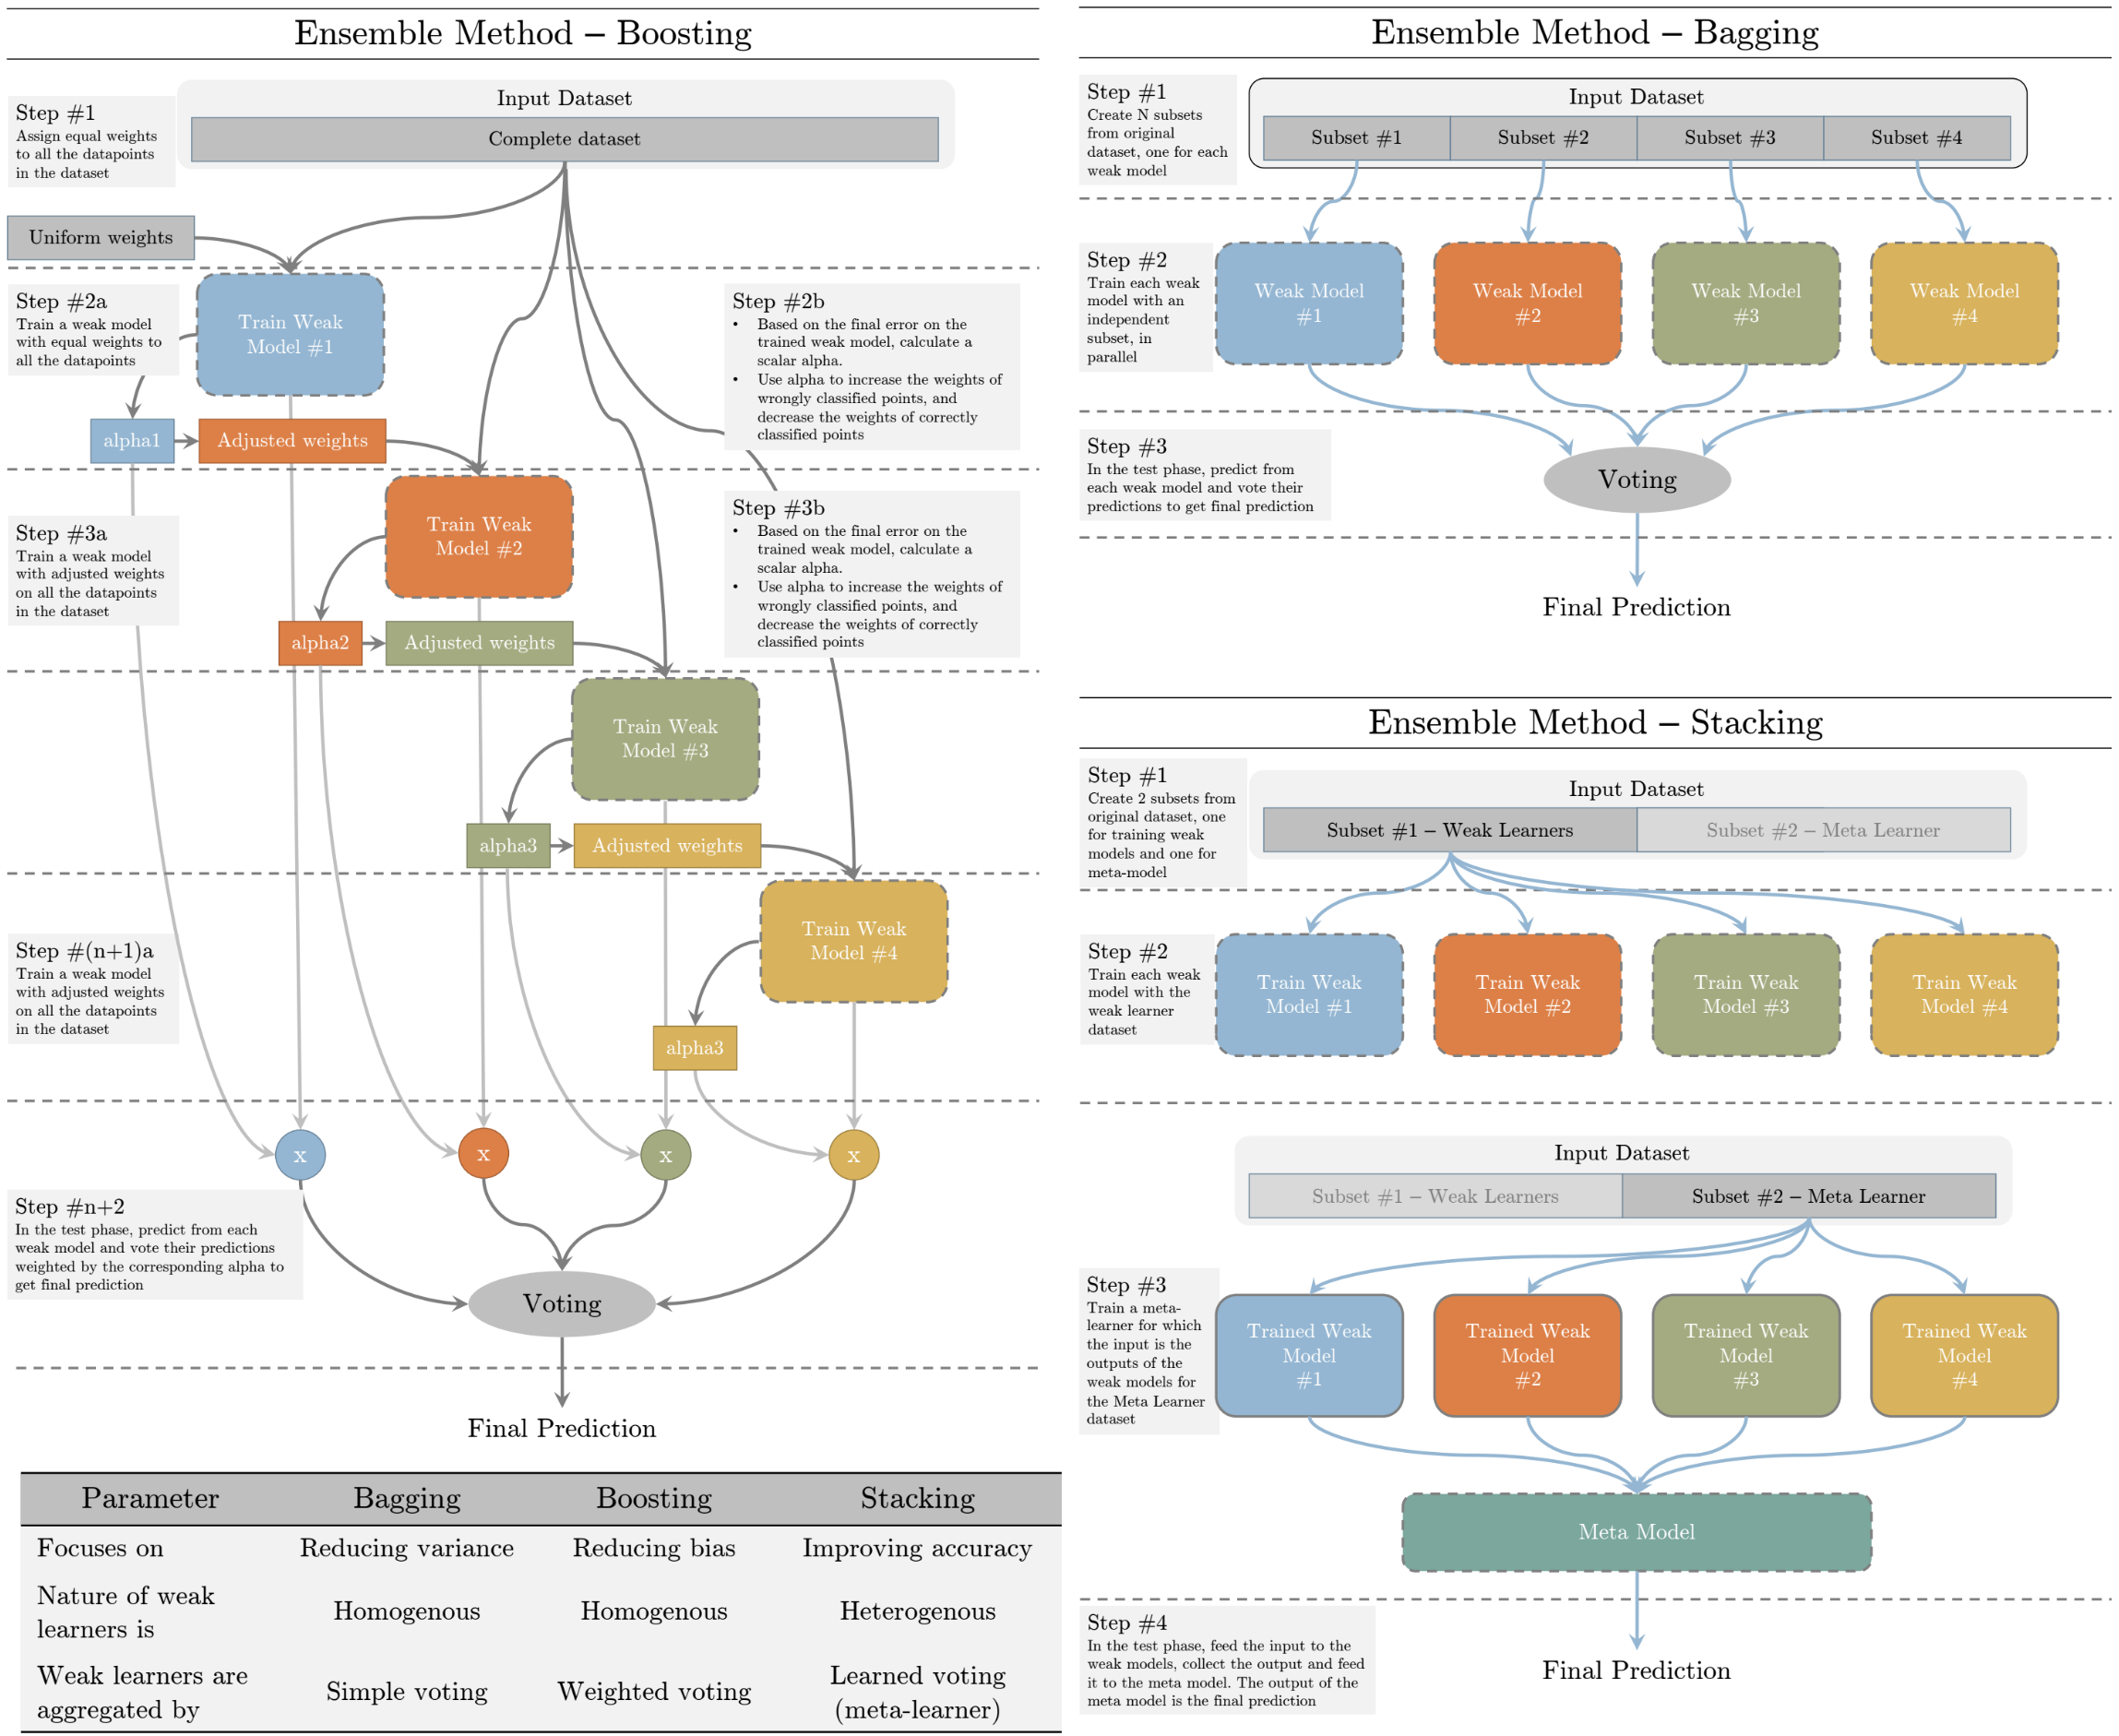 Ensemble Method – Boosting
Step #1
Assign equal weights
to all the datapoints
in the dataset
Input Dataset
Complete dataset
Uniform weights
Step #2a
Train a weak model
with equal weights to
all the datapoints
Train Weak
Model #1
Step #2b
• Based on the final error on the
trained weak model, calculate a
scalar alpha.
• Use alpha to increase the weights of
wrongly classified points, and
decrease the weights of correctly
classified points
alpha1
Adjusted weights
Step #3a
Train a weak model
with adjusted weights
on all the datapoints
in the dataset
Train Weak
Model #2
Step #3b
• Based on the final error on the
trained weak model, calculate a
scalar alpha.
• Use alpha to increase the weights of
wrongly classified points, and
decrease the weights of correctly
classified points
alpha2
Adjusted weights
Train Weak
Model #3
alpha3
Adjusted weights
Step #(n+1)a
Train a weak model
with adjusted weights
on all the datapoints
in the dataset
Train Weak
Model #4
alpha3
x
x
x
x
Step #n+2
In the test phase, predict from each
weak model and vote their predictions
weighted by the corresponding alpha to
get final prediction
Voting
Final Prediction
Parameter Bagging Boosting Stacking
Focuses on Reducing variance Reducing bias Improving accuracy
Nature of weak
learners is
Homogenous Homogenous Heterogenous
Weak learners are
aggregated by
Simple voting Weighted voting
Learned voting
(meta-learner)
Ensemble Method – Bagging
Step #1
Create N subsets
from original
dataset, one for each
weak model
Input Dataset
Subset #1 Subset #2 Subset #3 Subset #4
Step #2
Train each weak
model with an
independent
subset, in
parallel
Weak Model
#1
Weak Model
#2
Weak Model
#3
Weak Model
#4
Step #3
In the test phase, predict from
each weak model and vote their
predictions to get final prediction
Voting
Final Prediction
Ensemble Method – Stacking
Step #1
Create 2 subsets from
original dataset, one
for training weak
models and one for
meta-model
Input Dataset
Subset #1 – Weak Learners Subset #2 – Meta Learner
Step #2
Train each weak
model with the
weak learner
dataset
Train Weak
Model #1
Train Weak
Model #2
Train Weak
Model #3
Train Weak
Model #4
Input Dataset
Subset #1 – Weak Learners Subset #2 – Meta Learner
Step #3
Train a meta-
learner for which
the input is the
outputs of the
weak models for
the Meta Learner
dataset
Trained Weak
Model
#1
Trained Weak
Model
#2
Trained Weak
Model
#3
Trained Weak
Model
#4
Meta Model
Step #4
In the test phase, feed the input to the
weak models, collect the output and feed
it to the meta model. The output of the
meta model is the final prediction
Final Prediction